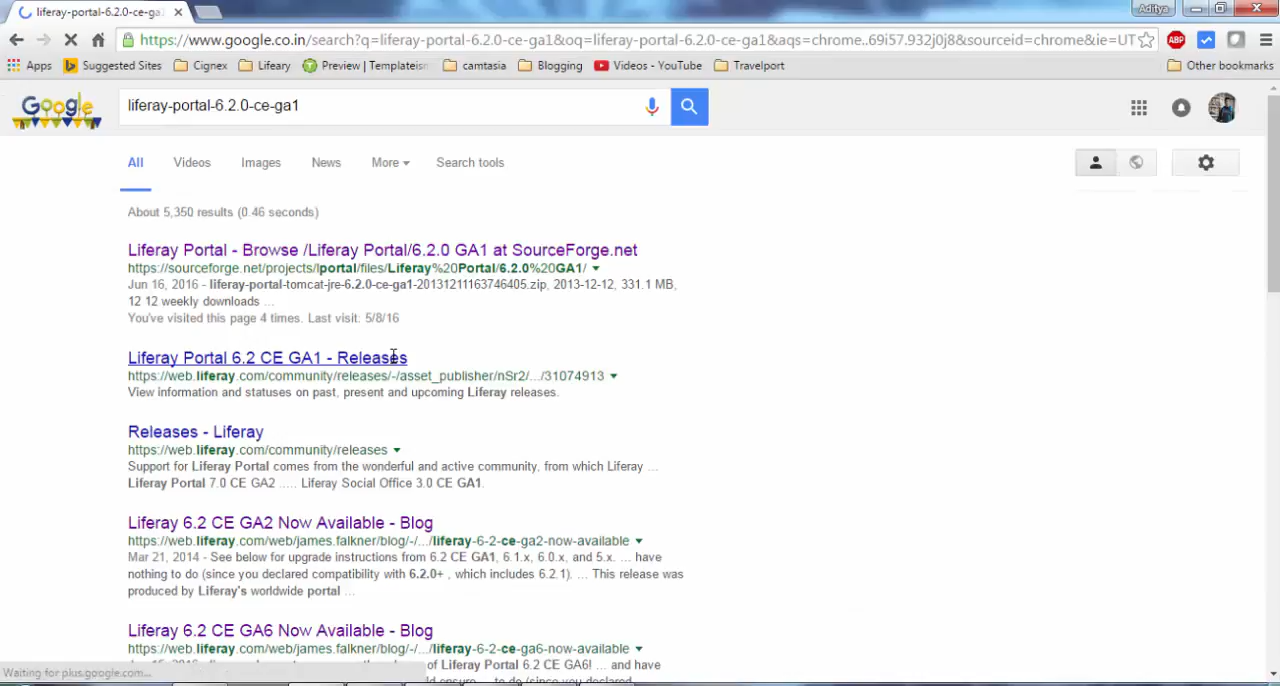 liferay-portal-6.2.0-ce-ga
Aditya
https://www.google.co.in/search?q=liferay-portal-6.2.0-ce-ga1&oq=liferay-portal-6.2.0-ce-ga1&aqs=chrome..69i57.932j0j8&sourceid=chrome&ie=UT
ABP
Apps Suggested Sites Cignex Lifeary Preview | Templateism camtasia Blogging Videos - YouTube Travelport Other bookmarks
Google
liferay-portal-6.2.0-ce-ga1
All Videos Images News More Search tools
About 5,350 results (0.46 seconds)
Liferay Portal - Browse /Liferay Portal/6.2.0 GA1 at SourceForge.net
https://sourceforge.net/projects/lportal/files/Liferay%20Portal/6.2.0%20GA1/
Jun 16, 2016 - liferay-portal-tomcat-jre-6.2.0-ce-ga1-20131211163746405.zip, 2013-12-12, 331.1 MB,
12 12 weekly downloads ...
You've visited this page 4 times. Last visit: 5/8/16
Liferay Portal 6.2 CE GA1 - Releases
https://web.liferay.com/community/releases/-/asset_publisher/nSr2/.../31074913
View information and statuses on past, present and upcoming Liferay releases.
Releases - Liferay
https://web.liferay.com/community/releases
Support for Liferay Portal comes from the wonderful and active community, from which Liferay ...
Liferay Portal 7.0 CE GA2 ..... Liferay Social Office 3.0 CE GA1.
Liferay 6.2 CE GA2 Now Available - Blog
https://web.liferay.com/web/james.falkner/blog/-/.../liferay-6-2-ce-ga2-now-available
Mar 21, 2014 - See below for upgrade instructions from 6.2 CE GA1, 6.1.x, 6.0.x, and 5.x. ... have
nothing to do (since you declared compatibility with 6.2.0+ , which includes 6.2.1). ... This release was
produced by Liferay's worldwide portal ...
Liferay 6.2 CE GA6 Now Available - Blog
https://web.liferay.com/web/james.falkner/blog/-/.../liferay-6-2-ce-ga6-now-available
of Liferay Portal 6.2 CE GA6! ... and have
Waiting for plus.google.com...